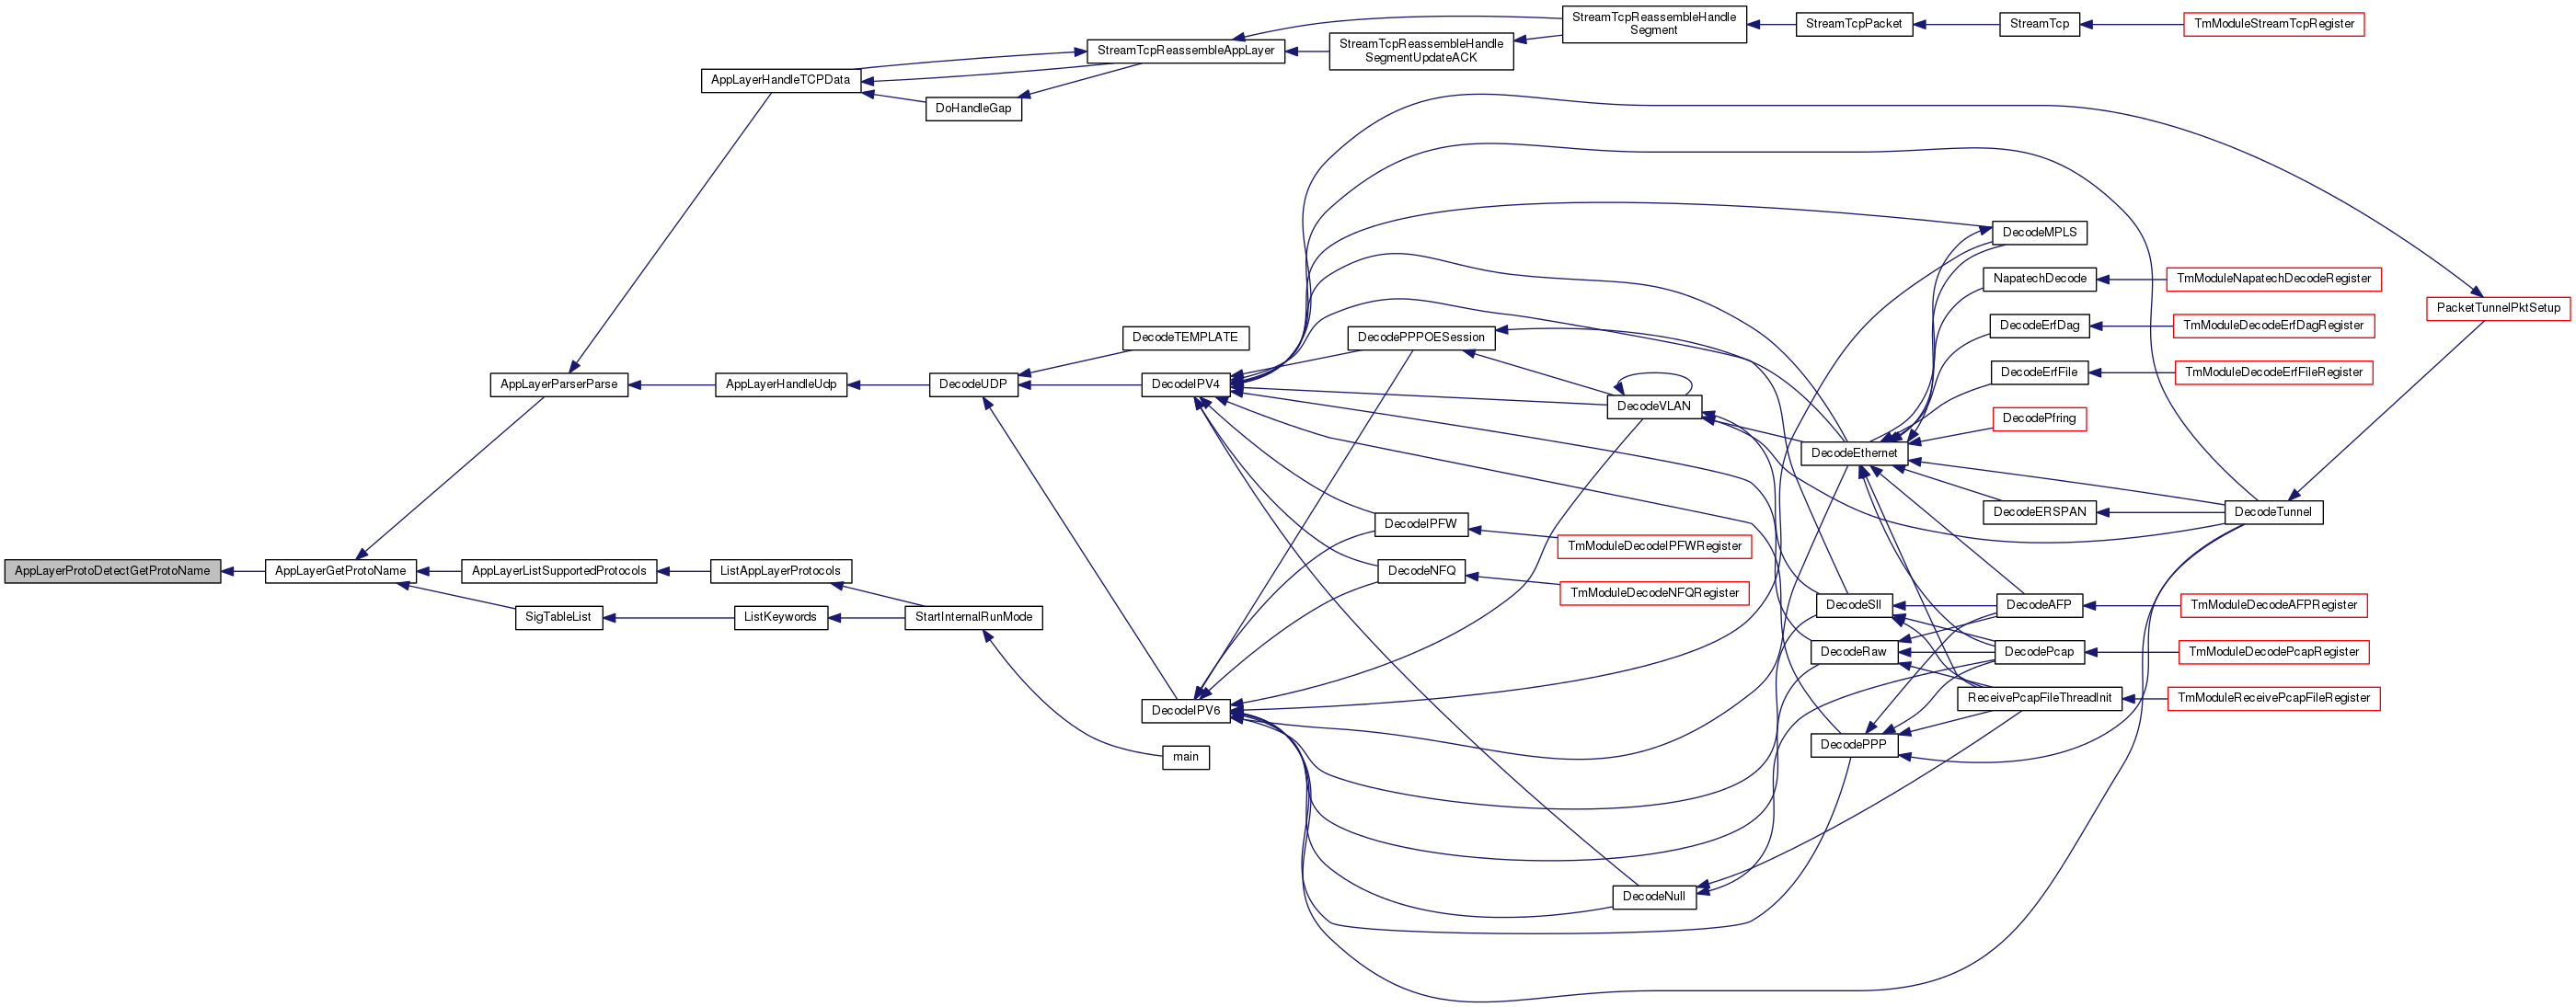 StreamTcpReassembleHandle
Segment
StreamTcpPacket
StreamTcp
TmModuleStreamTcpRegister
StreamTcpReassembleAppLayer
StreamTcpReassembleHandle
SegmentUpdateACK
AppLayerHandleTCPData
DoHandleGap
DecodeMPLS
NapatechDecode
TmModuleNapatechDecodeRegister
PacketTunnelPktSetup
DecodeErfDag
TmModuleDecodeErfDagRegister
DecodeTEMPLATE
DecodePPPOESession
DecodeErfFile
TmModuleDecodeErfFileRegister
AppLayerParserParse
AppLayerHandleUdp
DecodeUDP
DecodeIPV4
DecodeVLAN
DecodePfring
DecodeEthernet
DecodeERSPAN
DecodeTunnel
DecodeIPFW
TmModuleDecodeIPFWRegister
AppLayerProtoDetectGetProtoName
AppLayerGetProtoName
AppLayerListSupportedProtocols
ListAppLayerProtocols
DecodeNFQ
TmModuleDecodeNFQRegister
SigTableList
ListKeywords
StartInternalRunMode
DecodeSll
DecodeAFP
TmModuleDecodeAFPRegister
DecodeRaw
DecodePcap
TmModuleDecodePcapRegister
DecodeIPV6
ReceivePcapFileThreadInit
TmModuleReceivePcapFileRegister
main
DecodePPP
DecodeNull